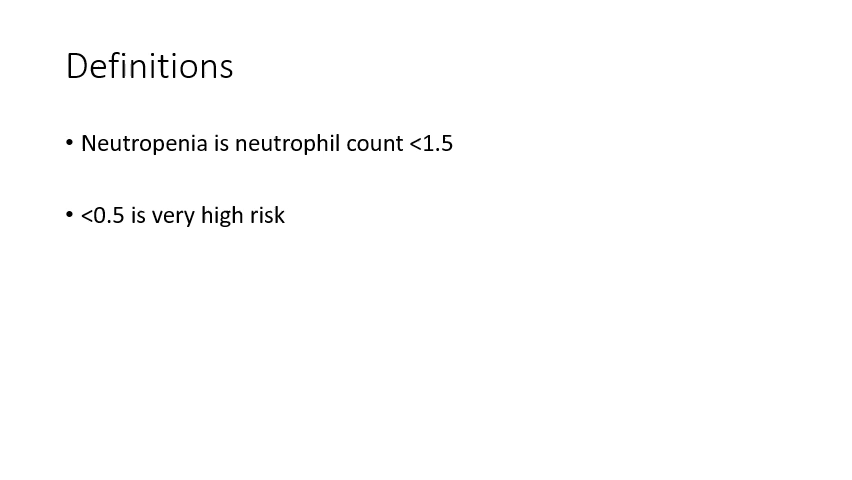 Definitions
• Neutropenia is neutrophil count <1.5
• <0.5 is very high risk